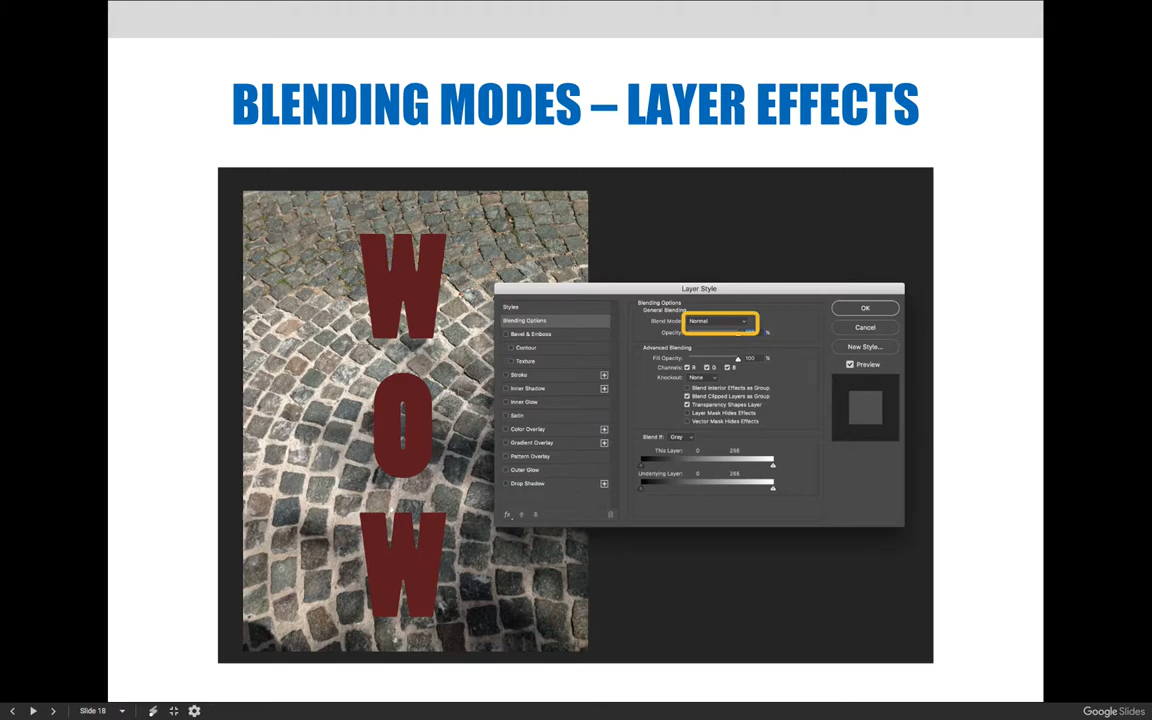 BLENDING MODES – LAYER EFFECTS
W
O
W
Layer Style
Styles
Blending Options
Bevel & Emboss
Contour
Texture
Stroke
Inner Shadow
Inner Glow
Satin
Color Overlay
Gradient Overlay
Pattern Overlay
Outer Glow
Drop Shadow
fx
Blending Options
General Blending
Blend Mode: Normal
Opacity: %
Advanced Blending
Fill Opacity: 100 %
Channels: R G B
Knockout: None
Blend Interior Effects as Group
Blend Clipped Layers as Group
Transparency Shapes Layer
Layer Mask Hides Effects
Vector Mask Hides Effects
Blend If: Gray
This Layer: 0 255
Underlying Layer: 0 255
OK
Cancel
New Style...
Preview
Slide 18
Google Slides